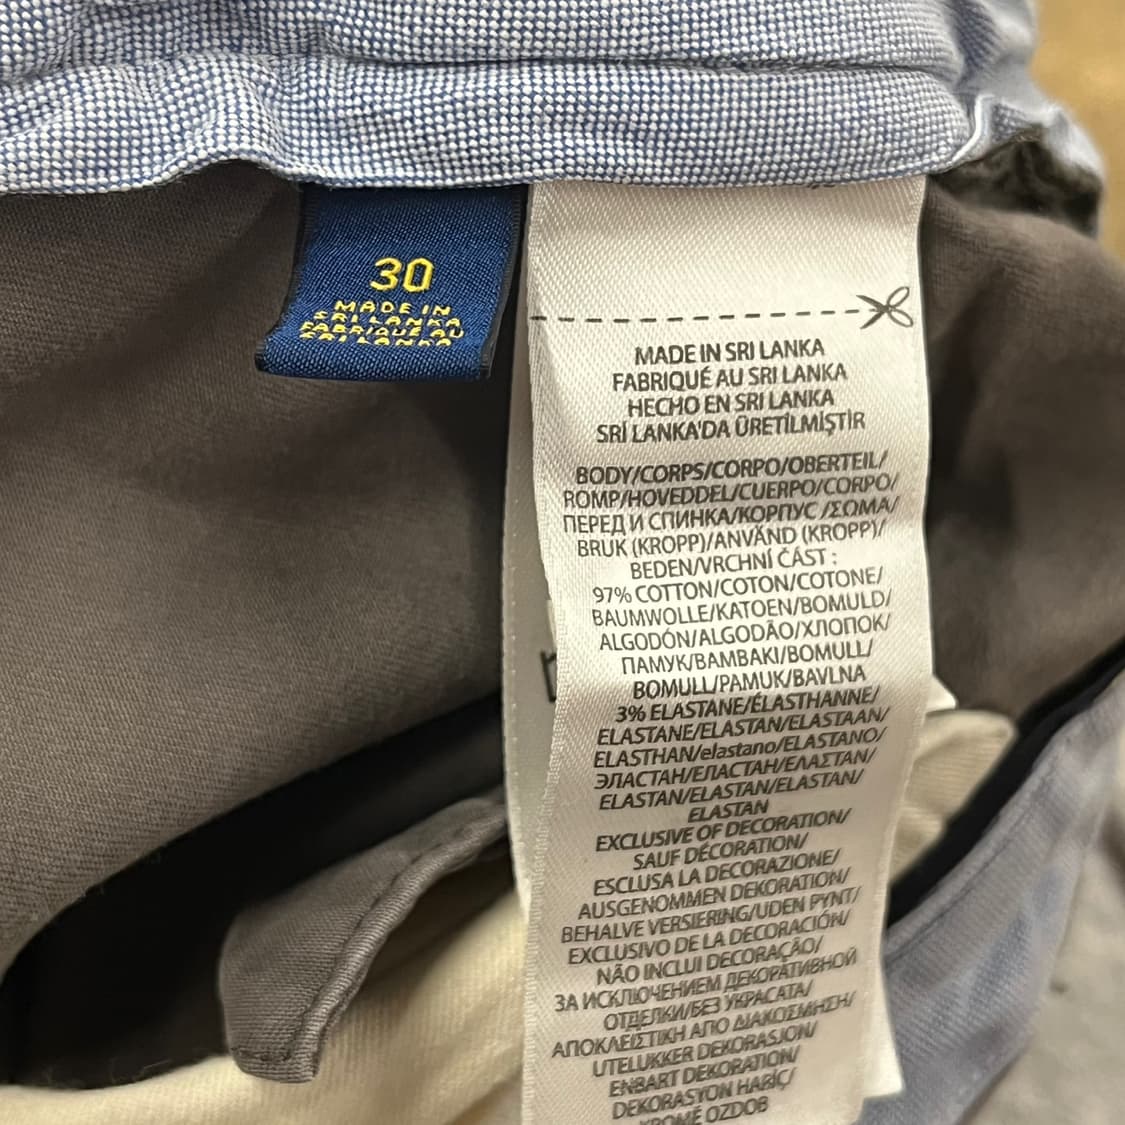 30
MADE IN
SRI LANKA
FABRIQUÉ AU
SRI LANKA
MADE IN SRI LANKA
FABRIQUÉ AU SRI LANKA
HECHO EN SRI LANKA
SRİ LANKA'DA ÜRETİLMİŞTİR
BODY/CORPS/CORPO/OBERTEIL/
ROMP/HOVEDDEL/CUERPO/CORPO/
ПЕРЕД И СПИНКА/КОРПУС /ΣΩΜΑ/
BRUK (KROPP)/ANVÄND (KROPP)/
BEDEN/VRCHNÍ ČÁST :
97% COTTON/COTON/COTONE/
BAUMWOLLE/KATOEN/BOMULD/
ALGODÓN/ALGODÃO/ХЛОПОК/
ПАМУК/ΒΑΜΒΑΚΙ/BOMULL/
BOMULL/PAMUK/BAVLNA
3% ELASTANE/ÉLASTHANNE/
ELASTANE/ELASTAN/ELASTAAN/
ELASTHAN/elastano/ELASTANO/
ЭЛАСТАН/ЕЛАСТАН/ΕΛΑΣΤΑΝ/
ELASTAN/ELASTAN/ELASTAN/
ELASTAN
EXCLUSIVE OF DECORATION/
SAUF DÉCORATION/
ESCLUSA LA DECORAZIONE/
AUSGENOMMEN DEKORATION/
BEHALVE VERSIERING/UDEN PYNT/
EXCLUSIVO DE LA DECORACIÓN/
NÃO INCLUI DECORAÇÃO/
ЗА ИСКЛЮЧЕНИЕМ ДЕКОРАТИВНОЙ
ОТДЕЛКИ/БЕЗ УКРАСАТА/
ΑΠΟΚΛΕΙΣΤΙΚΗ ΑΠΟ ΔΙΑΚΟΣΜΗΣΗ/
UTELUKKER DEKORASJON/
ENBART DEKORATION/
DEKORASYON HARİÇ/
KROMĚ OZDOB